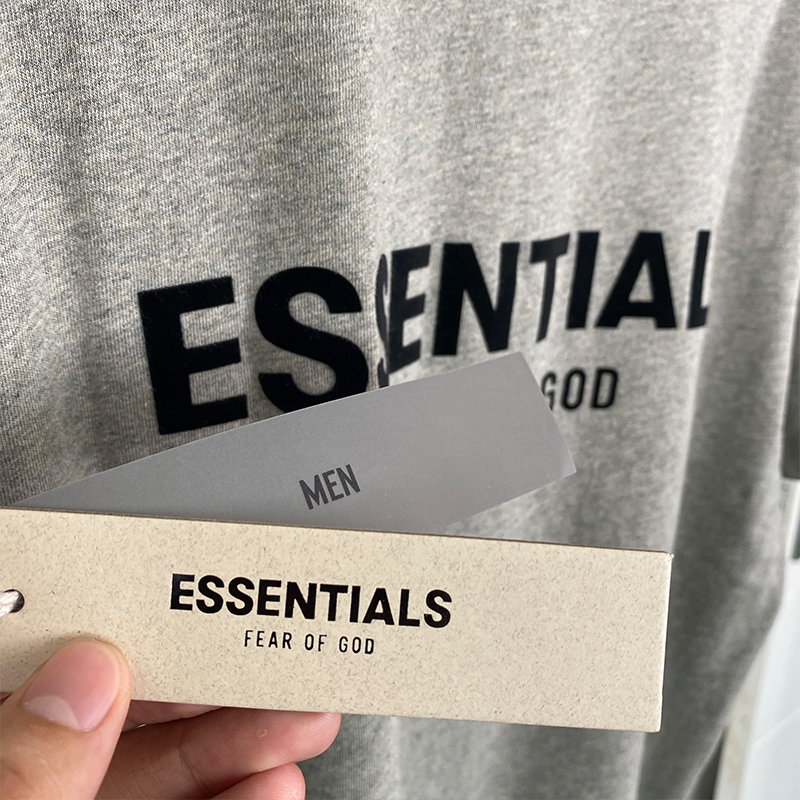 ESSENTIAL
GOD
MEN
ESSENTIALS
FEAR OF GOD